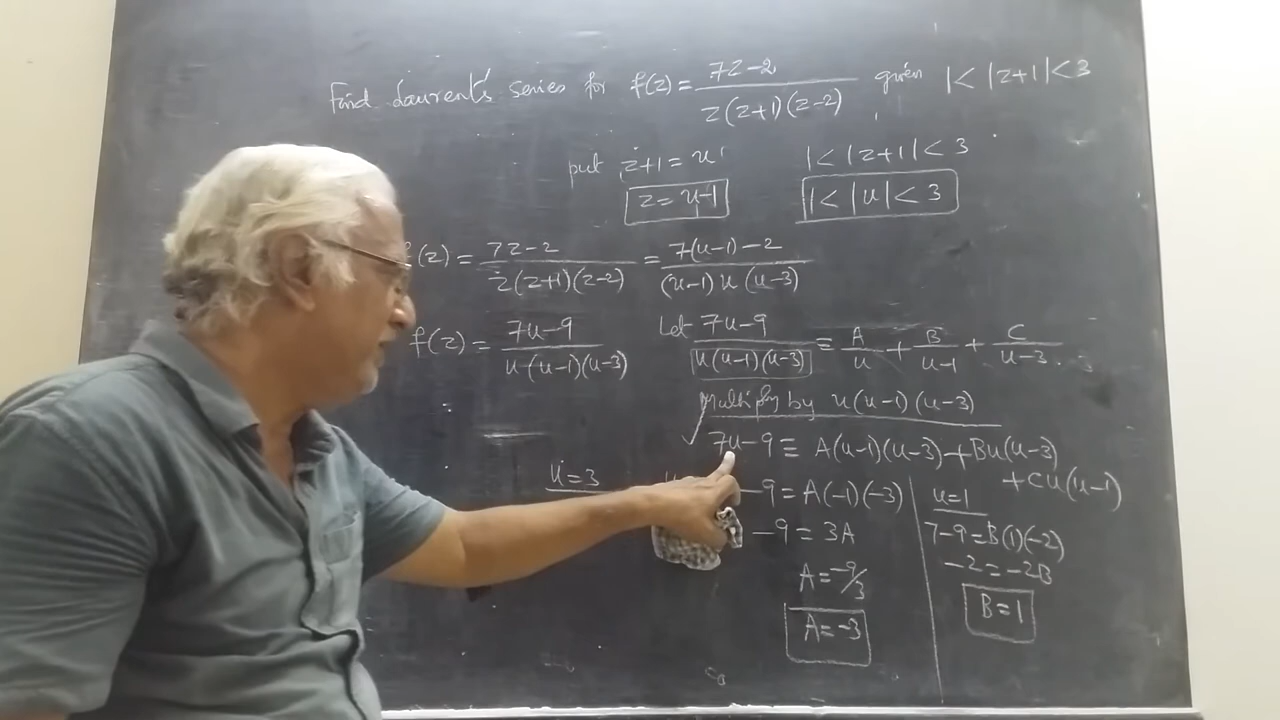 Find Laurent's series for f(z) = (7z-2)/(z(z+1)(z-2)) given 1 < |z+1| < 3
put z+1 = u
z = u-1
1 < |z+1| < 3
1 < |u| < 3
f(z) = (7z-2)/(z(z+1)(z-2)) = (7(u-1)-2)/((u-1)u(u-3))
f(z) = (7u-9)/(u(u-1)(u-3))
Let (7u-9)/(u(u-1)(u-3)) ≡ A/u + B/(u-1) + C/(u-3)
Multiply by u(u-1)(u-3)
✓ 7u-9 ≡ A(u-1)(u-3) + Bu(u-3)
+ Cu(u-1)
u=3
-9 = A(-1)(-3)
-9 = 3A
A = -9/3
A = -3
u=1
7-9 = B(1)(-2)
-2 = -2B
B = 1